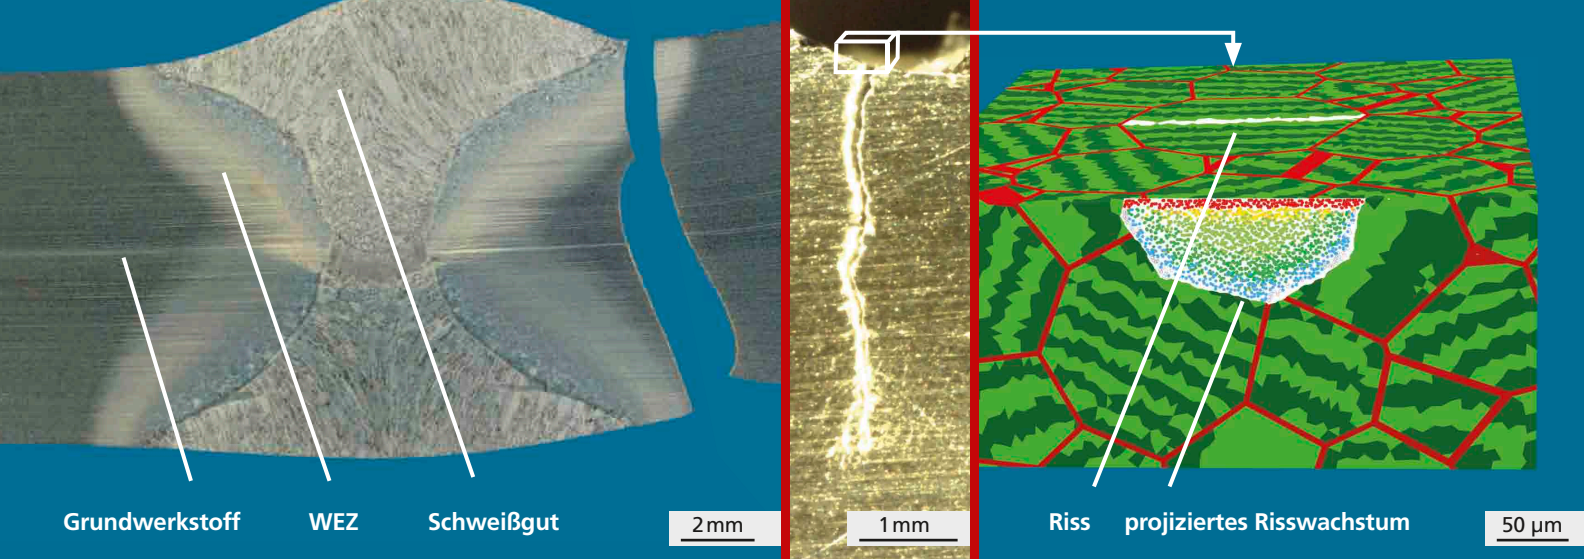 Grundwerkstoff WEZ Schweißgut 2 mm
1 mm
Riss projiziertes Risswachstum 50 µm